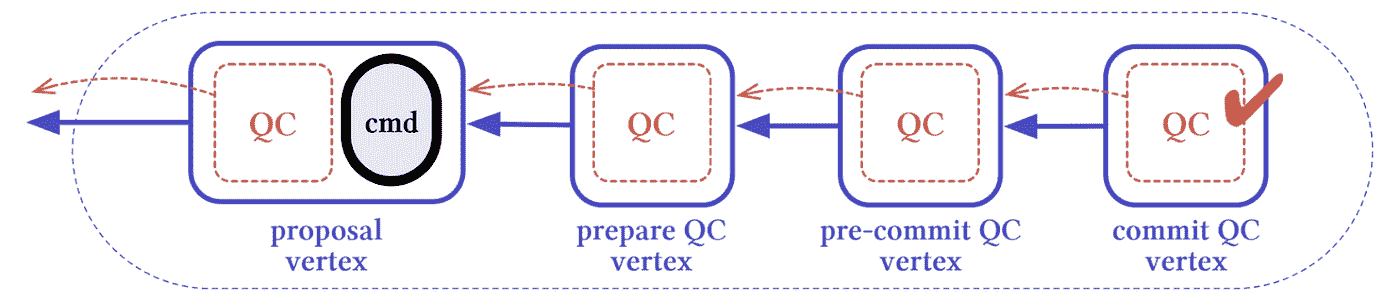 QC
cmd
QC
QC
QC
proposal
vertex
prepare QC
vertex
pre-commit QC
vertex
commit QC
vertex